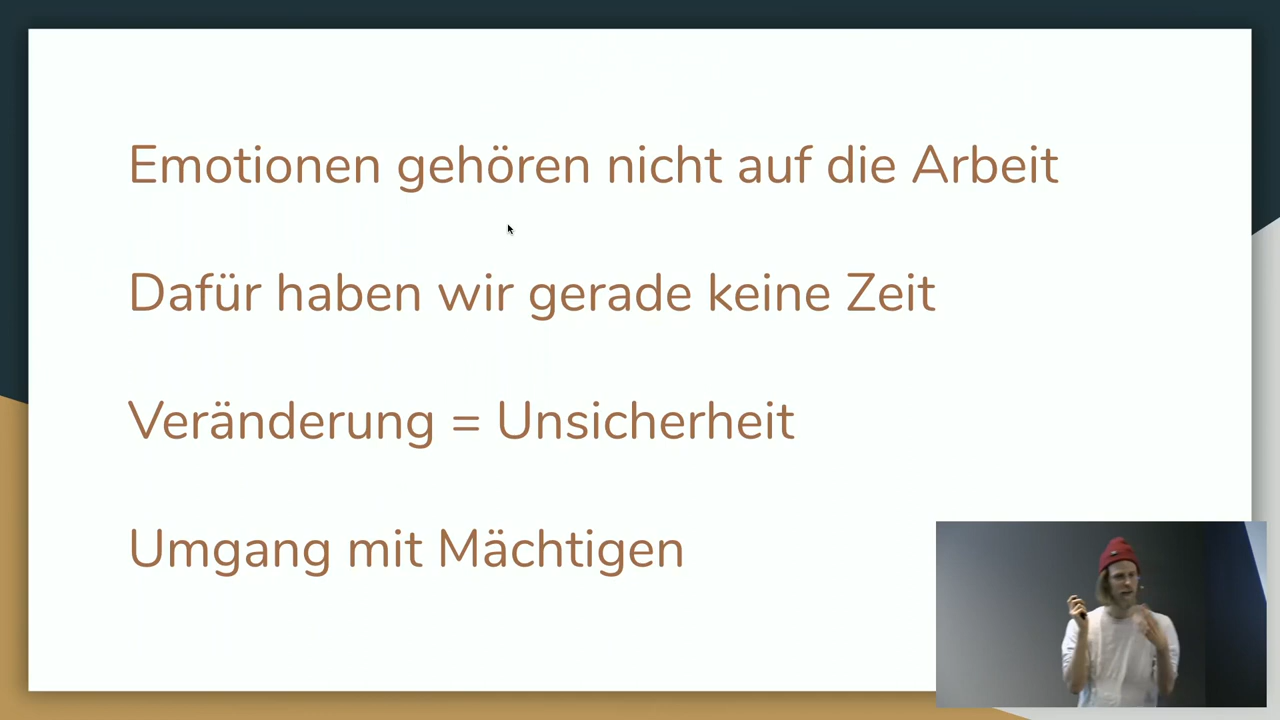 Emotionen gehören nicht auf die Arbeit
Dafür haben wir gerade keine Zeit
Veränderung = Unsicherheit
Umgang mit Mächtigen